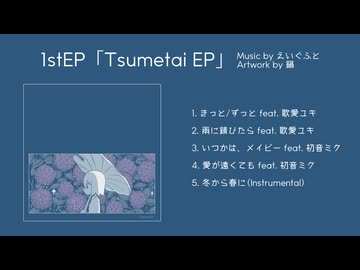 1stEP「Tsumetai EP」
Music by えいぐふと
Artwork by 鍋
1. きっと/ずっと feat. 歌愛ユキ
2. 雨に錆びたら feat. 歌愛ユキ
3. いつかは、メイビー feat. 初音ミク
4. 愛が遠くても feat. 初音ミク
5. 冬から春に(Instrumental)